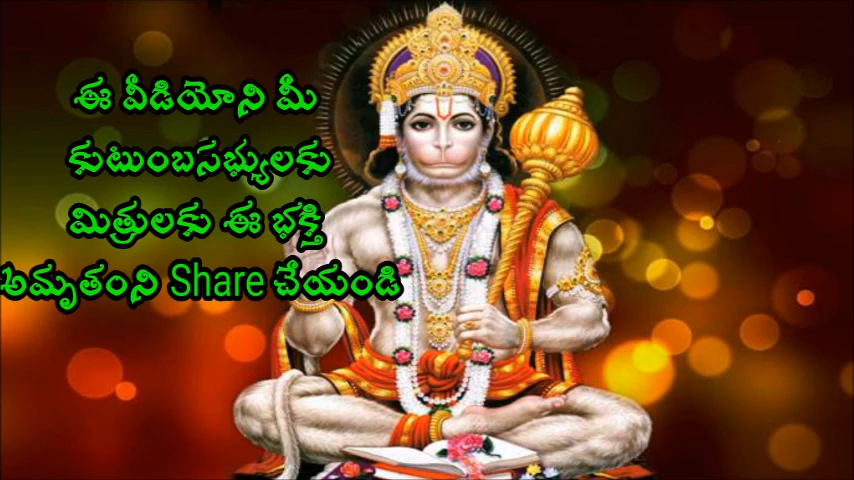 ఈ వీడియోని మీ
కుటుంబసభ్యులకు
మిత్రులకు ఈ భక్తి
అమృతంని Share చేయండి